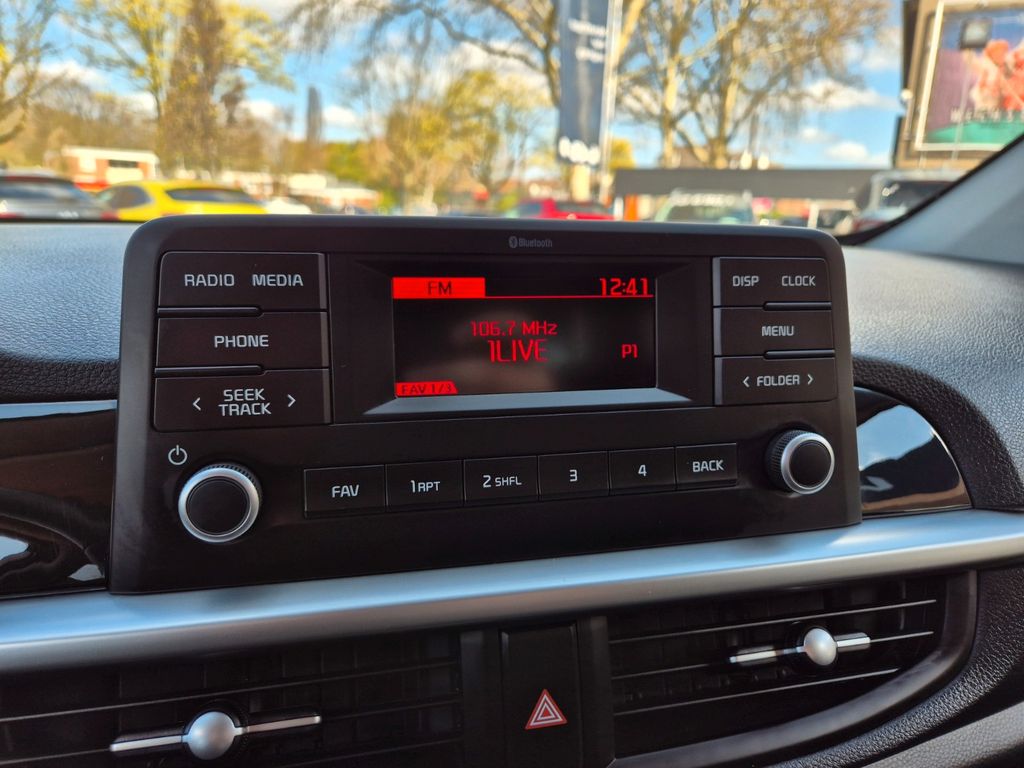 Bluetooth
RADIO MEDIA
PHONE
< SEEK TRACK >
FM 12:41
106.7 MHz
1LIVE P1
FAV 1/3
DISP CLOCK
MENU
< FOLDER >
FAV 1 RPT 2 SHFL 3 4 BACK